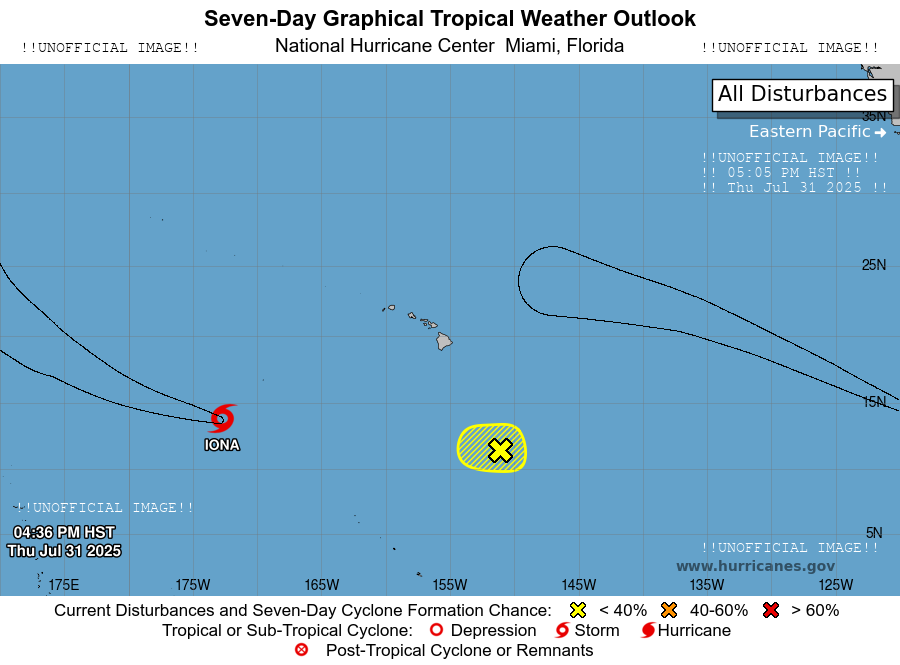 Seven-Day Graphical Tropical Weather Outlook
!!UNOFFICIAL IMAGE!! National Hurricane Center Miami, Florida !!UNOFFICIAL IMAGE!!
All Disturbances
35N
Eastern Pacific
!!UNOFFICIAL IMAGE!!
!! 05:05 PM HST !!
!! Thu Jul 31 2025 !!
25N
15N
IONA
!!UNOFFICIAL IMAGE!!
04:36 PM HST
5N
Thu Jul 31 2025
!!UNOFFICIAL IMAGE!!
www.hurricanes.gov
175E 175W 165W 155W 145W 135W 125W
Current Disturbances and Seven-Day Cyclone Formation Chance: < 40% 40-60% > 60%
Tropical or Sub-Tropical Cyclone: Depression Storm Hurricane
Post-Tropical Cyclone or Remnants